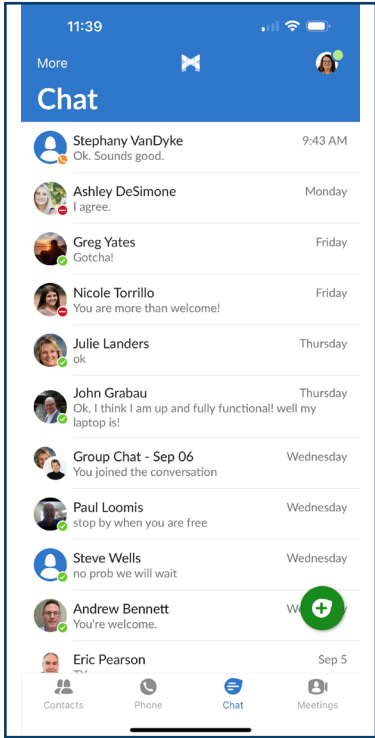 11:39
More
Chat
Stephany VanDyke 9:43 AM
Ok. Sounds good.
Ashley DeSimone Monday
I agree.
Greg Yates Friday
Gotcha!
Nicole Torrillo Friday
You are more than welcome!
Julie Landers Thursday
ok
John Grabau Thursday
Ok, I think I am up and fully functional! well my
laptop is!
Group Chat - Sep 06 Wednesday
You joined the conversation
Paul Loomis Wednesday
stop by when you are free
Steve Wells Wednesday
no prob we will wait
Andrew Bennett
You're welcome.
Eric Pearson Sep 5
Contacts Phone Chat Meetings